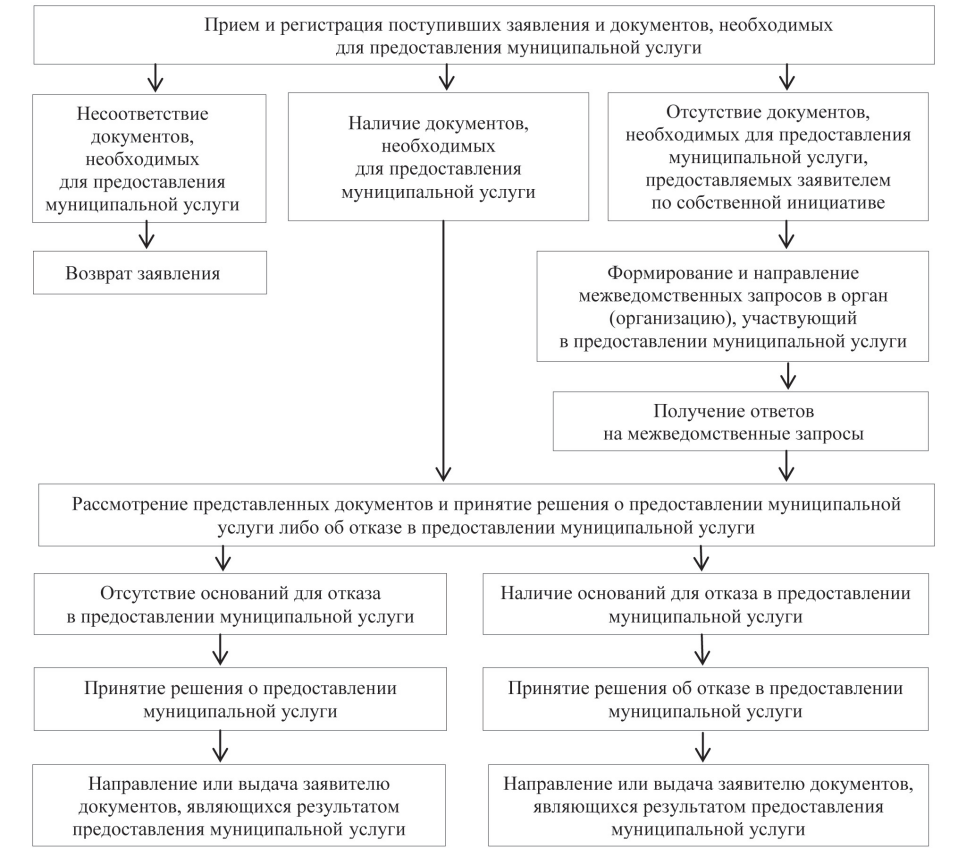 Прием и регистрация поступивших заявления и документов, необходимых
для предоставления муниципальной услуги
Несоответствие
документов,
необходимых
для предоставления
муниципальной услуги
Наличие документов,
необходимых
для предоставления
муниципальной услуги
Отсутствие документов,
необходимых для предоставления
муниципальной услуги,
предоставляемых заявителем
по собственной инициативе
Возврат заявления
Формирование и направление
межведомственных запросов в орган
(организацию), участвующий
в предоставлении муниципальной услуги
Получение ответов
на межведомственные запросы
Рассмотрение представленных документов и принятие решения о предоставлении муниципальной
услуги либо об отказе в предоставлении муниципальной услуги
Отсутствие оснований для отказа
в предоставлении муниципальной услуги
Наличие оснований для отказа в предоставлении
муниципальной услуги
Принятие решения о предоставлении
муниципальной услуги
Принятие решения об отказе в предоставлении
муниципальной услуги
Направление или выдача заявителю
документов, являющихся результатом
предоставления муниципальной услуги
Направление или выдача заявителю документов,
являющихся результатом предоставления
муниципальной услуги